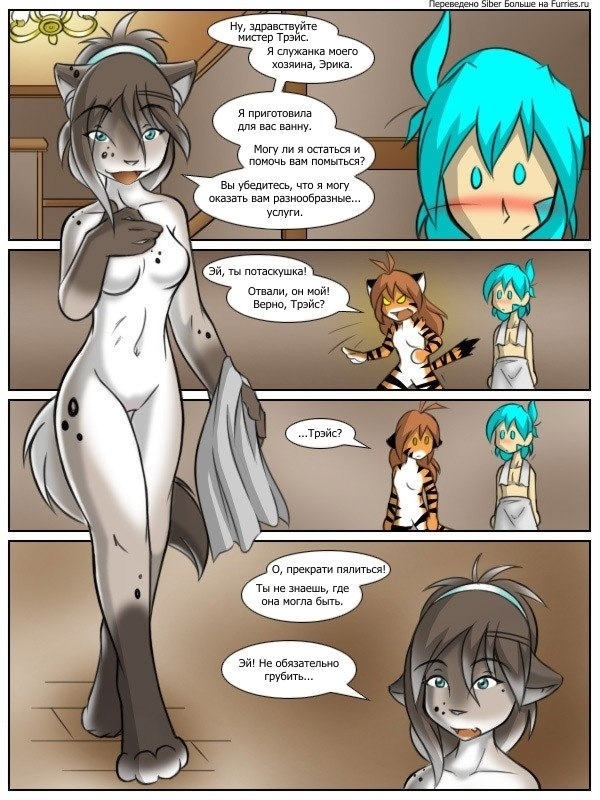 Переведено Siber Больше на Furries.ru
Ну, здравствуйте
мистер Трэйс.
Я служанка моего
хозяина, Эрика.
Я приготовила
для вас ванну.
Могу ли я остаться и
помочь вам помыться?
Вы убедитесь, что я могу
оказать вам разнообразные...
услуги.
Эй, ты потаскушка!
Отвали, он мой!
Верно, Трэйс?
...Трэйс?
О, прекрати пялиться!
Ты не знаешь, где
она могла быть.
Эй! Не обязательно
грубить...